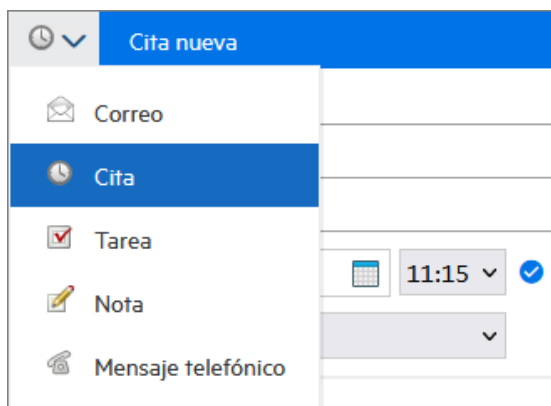 Cita nueva
Correo
Cita
Tarea
11:15
Nota
Mensaje telefónico